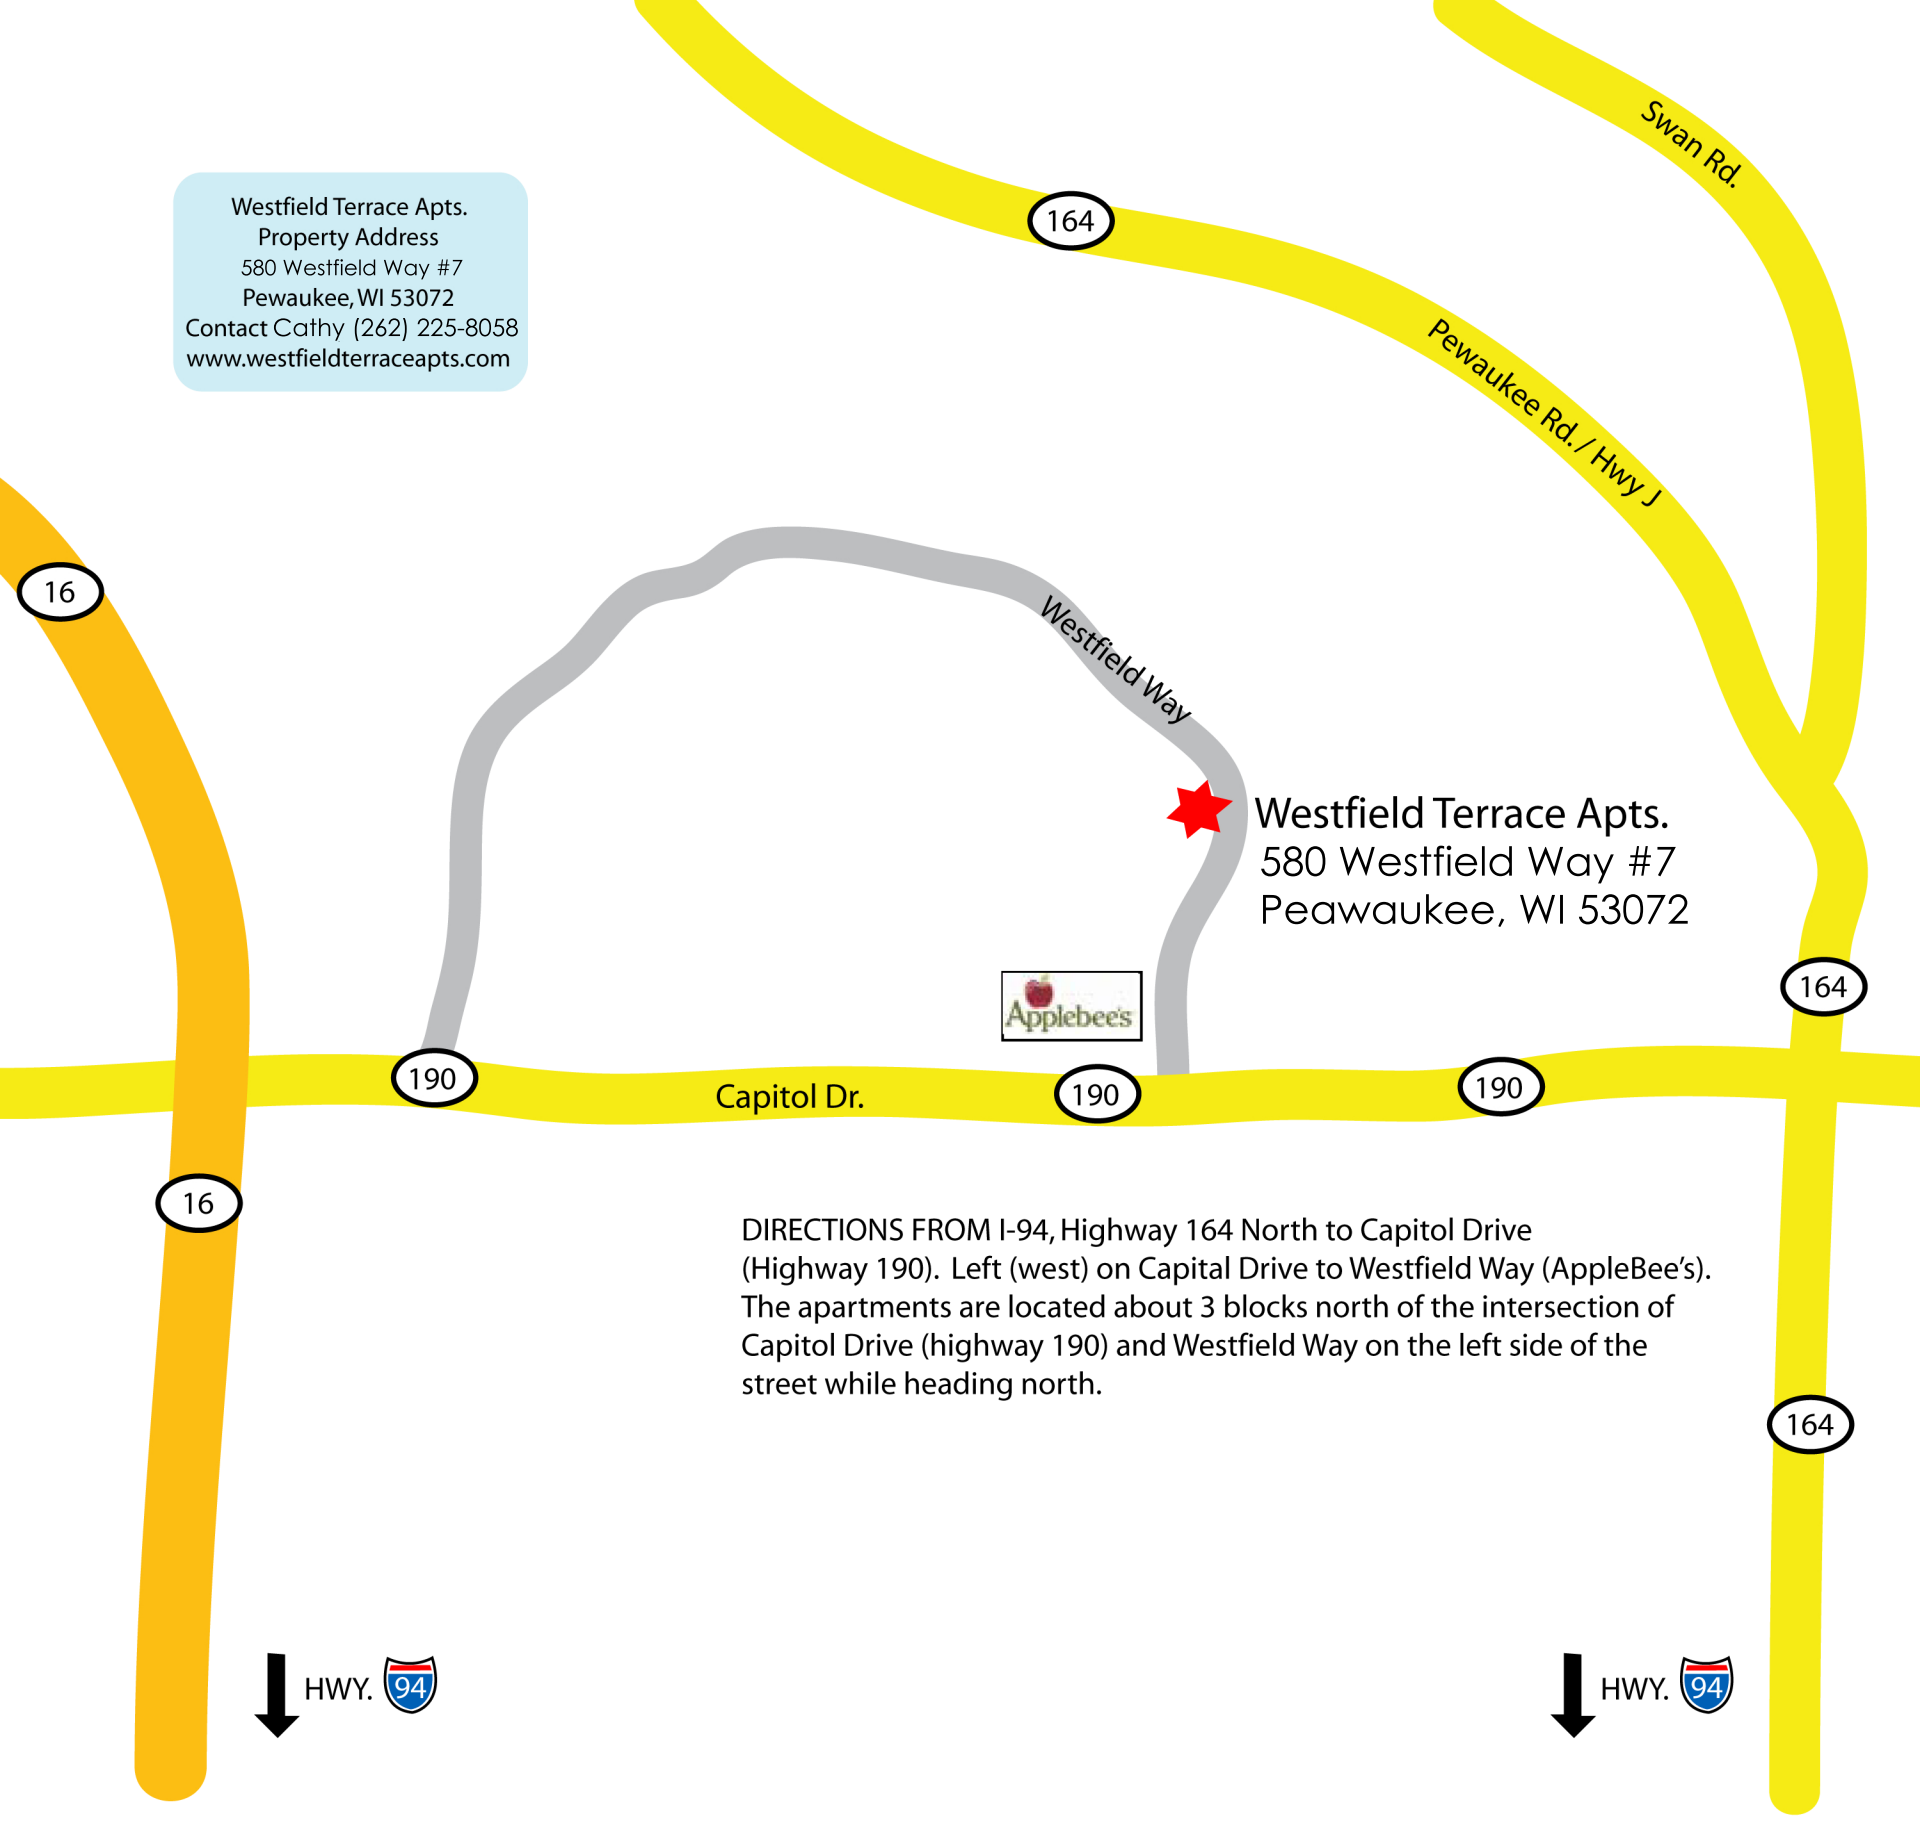 Swan Rd.
164
Westfield Terrace Apts.
Property Address
580 Westfield Way #7
Pewaukee, WI 53072
Contact Cathy (262) 225-8058
www.westfieldterraceapts.com
Pewaukee Rd. / Hwy J
16
Westfield Way
Westfield Terrace Apts.
580 Westfield Way #7
Peawaukee, WI 53072
164
Applebee's
190
Capitol Dr.
190
190
16
DIRECTIONS FROM I-94, Highway 164 North to Capitol Drive
(Highway 190). Left (west) on Capital Drive to Westfield Way (AppleBee's).
The apartments are located about 3 blocks north of the intersection of
Capitol Drive (highway 190) and Westfield Way on the left side of the
street while heading north.
164
HWY. 94
HWY. 94